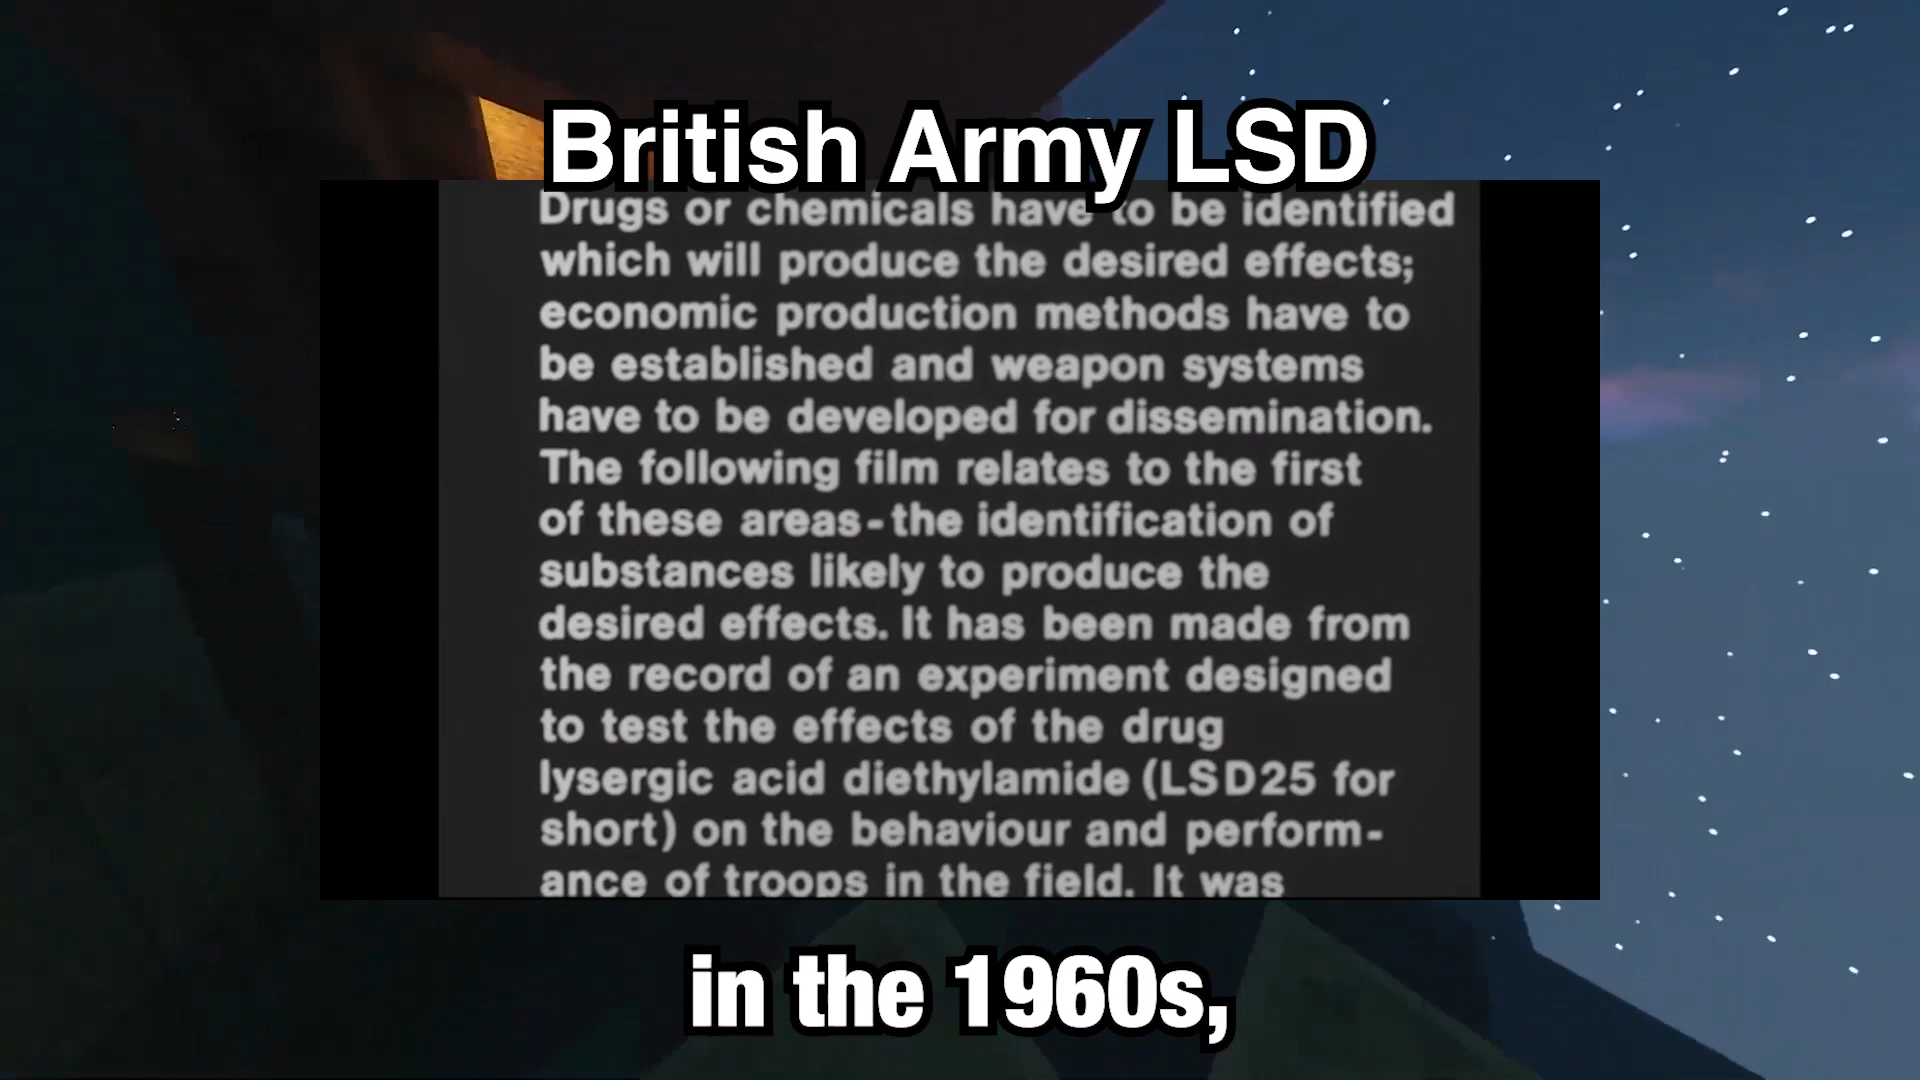 British Army LSD
Drugs or chemicals have to be identified
which will produce the desired effects;
economic production methods have to
be established and weapon systems
have to be developed for dissemination.
The following film relates to the first
of these areas - the identification of
substances likely to produce the
desired effects. It has been made from
the record of an experiment designed
to test the effects of the drug
lysergic acid diethylamide (LSD25 for
short) on the behaviour and perform-
ance of troops in the field. It was
in the 1960s,